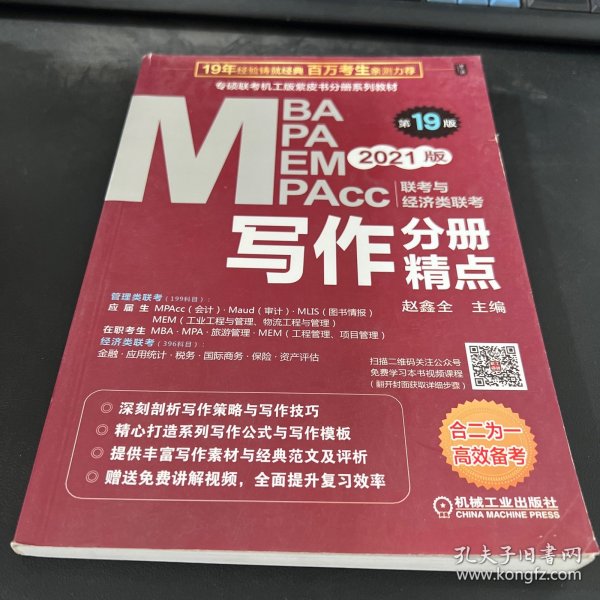 19年经验铸就经典 百万考生亲测力荐
专硕联考机工版紫皮书分册系列教材
MBA
MPA
MEM
MPAcc
第19版
2021版
联考与
经济类联考
写作分册
精点
赵鑫全 主编
管理类联考（199科目）：
应届生 MPAcc（会计）·Maud（审计）·MLIS（图书情报）
MEM（工业工程与管理、物流工程与管理）
在职考生 MBA·MPA·旅游管理·MEM（工程管理、项目管理）
经济类联考（396科目）：
金融·应用统计·税务·国际商务·保险·资产评估
扫描二维码关注公众号
免费学习本书视频课程
（翻开封面获取详细步骤）
◎ 深刻剖析写作策略与写作技巧
◎ 精心打造系列写作公式与写作模板
◎ 提供丰富写作素材与经典范文及评析
◎ 赠送免费讲解视频，全面提升复习效率
合二为一
高效备考
机械工业出版社
CHINA MACHINE PRESS
孔夫子旧书网
www.kongfz.com